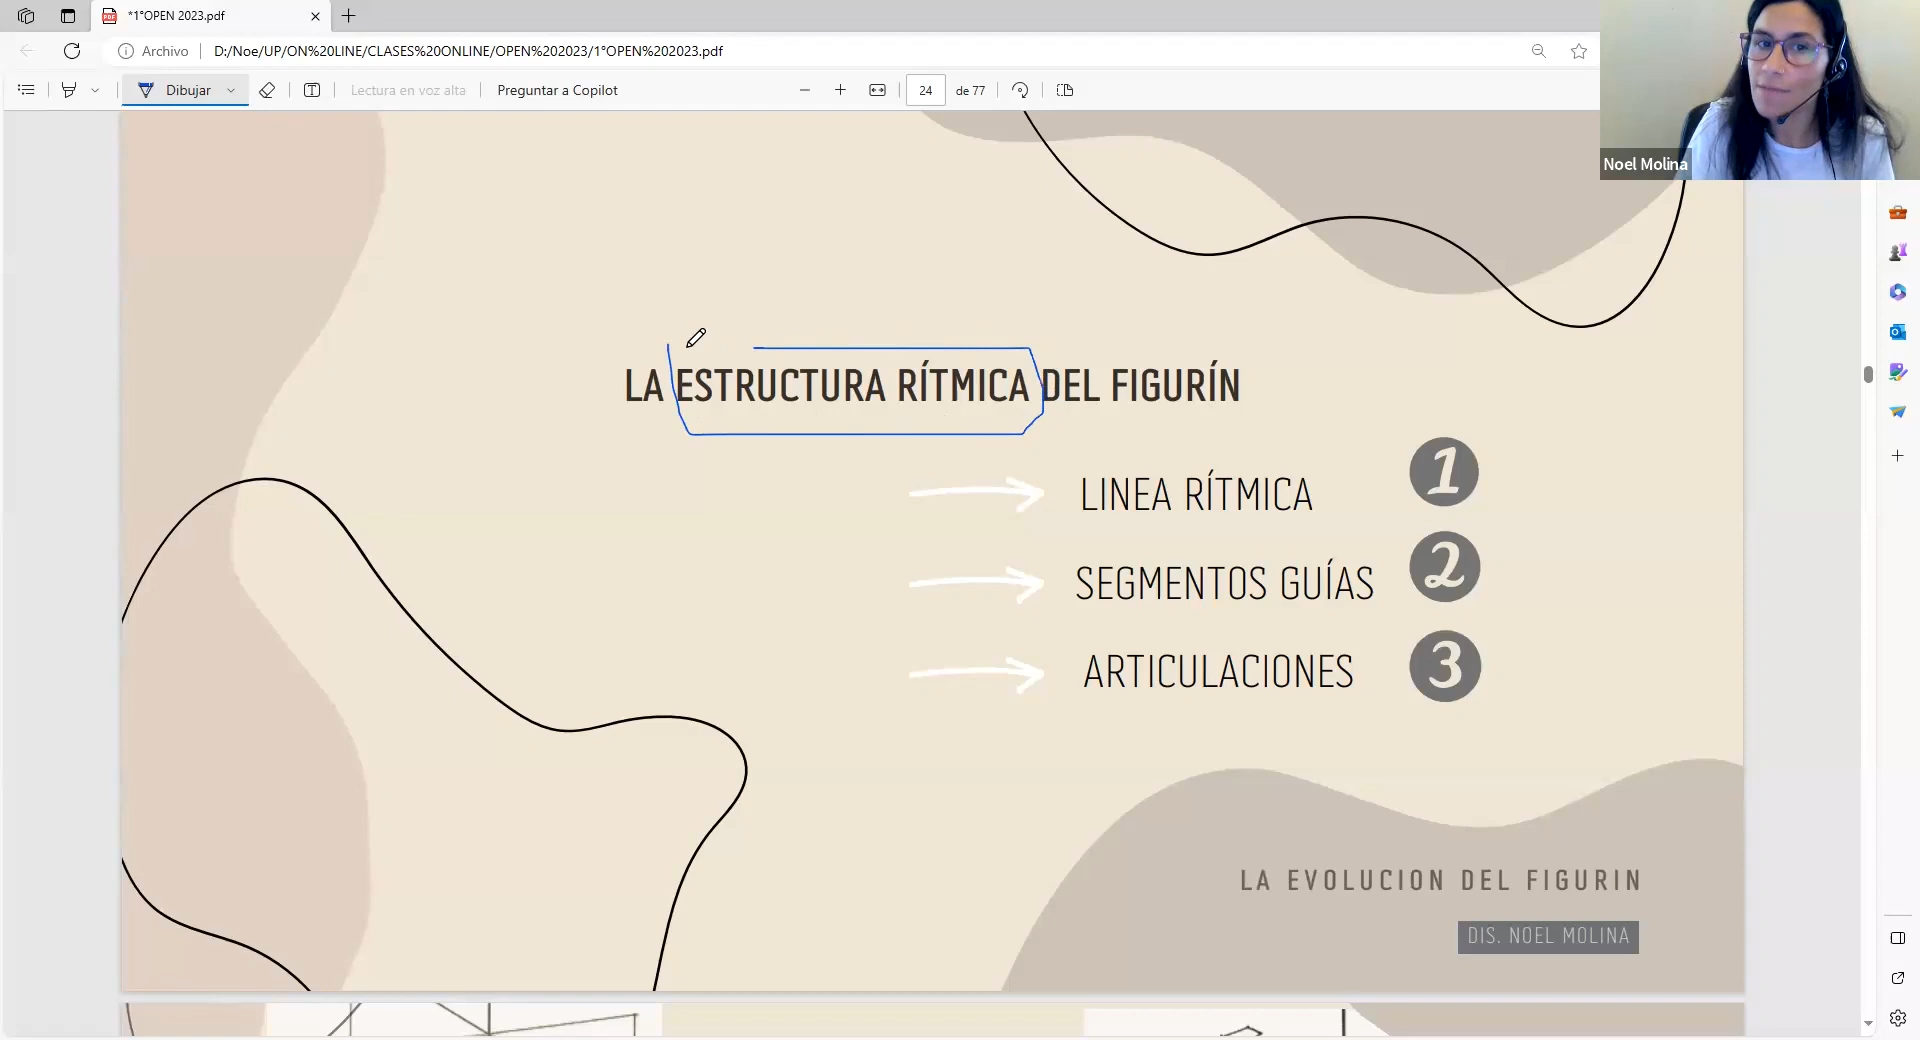 *1°OPEN 2023.pdf
Archivo
D:/Noe/UP/ON%20LINE/CLASES%20ONLINE/OPEN%202023/1°OPEN%202023.pdf
Dibujar
Lectura en voz alta
Preguntar a Copilot
24
de 77
Noel Molina
LA ESTRUCTURA RÍTMICA DEL FIGURÍN
LINEA RÍTMICA 1
SEGMENTOS GUÍAS 2
ARTICULACIONES 3
LA EVOLUCION DEL FIGURIN
DIS. NOEL MOLINA